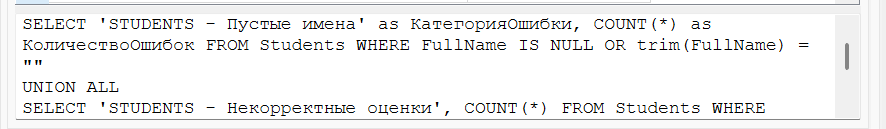 SELECT 'STUDENTS - Пустые имена' as КатегорияОшибки, COUNT(*) as
КоличествоОшибок FROM Students WHERE FullName IS NULL OR trim(FullName) =
""
UNION ALL
SELECT 'STUDENTS - Некорректные оценки', COUNT(*) FROM Students WHERE